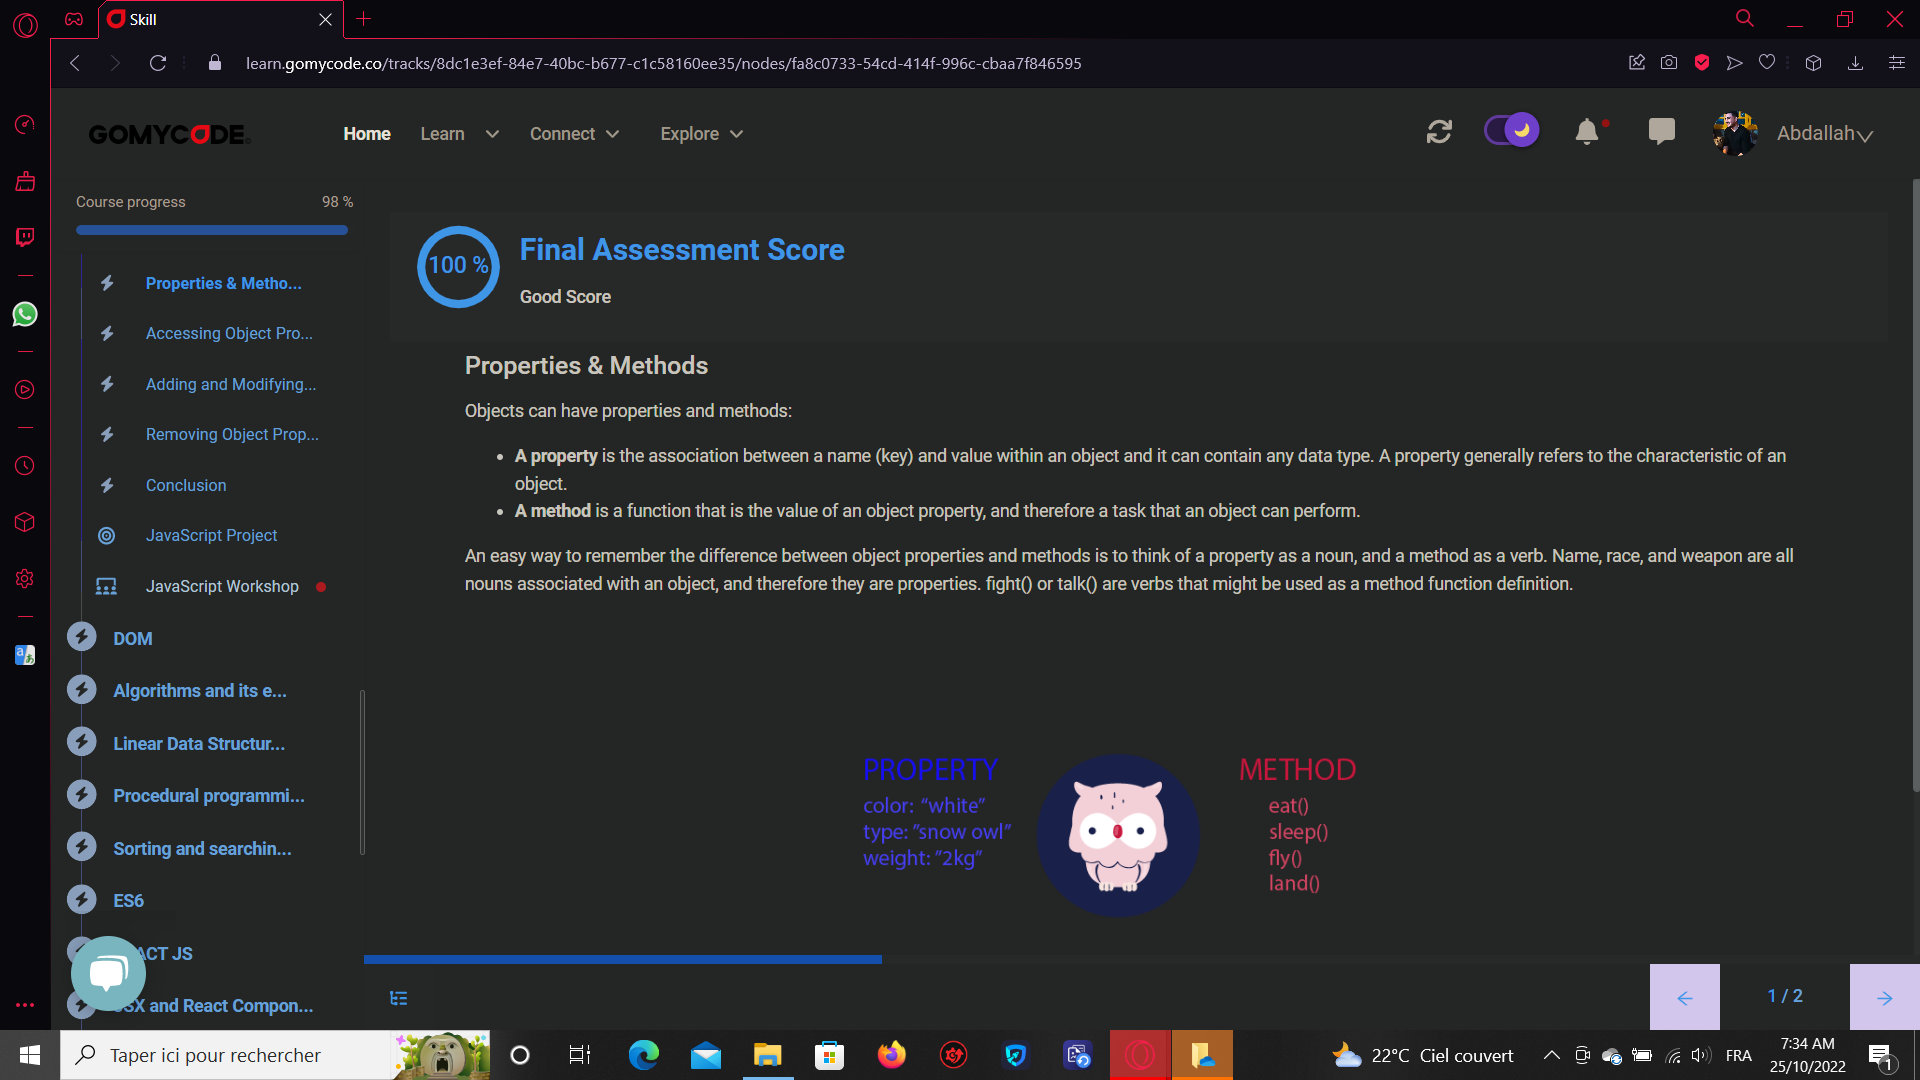 Skill
learn.gomycode.co/tracks/8dc1e3ef-84e7-40bc-b677-c1c58160ee35/nodes/fa8c0733-54cd-414f-996c-cbaa7f846595
GOMYCODE
Home
Learn
Connect
Explore
Abdallah
Course progress
98 %
Properties & Metho...
Accessing Object Pro...
Adding and Modifying...
Removing Object Prop...
Conclusion
JavaScript Project
JavaScript Workshop
DOM
Algorithms and its e...
Linear Data Structur...
Procedural programmi...
Sorting and searchin...
ES6
ACT JS
SX and React Compon...
100 %
Final Assessment Score
Good Score
Properties & Methods
Objects can have properties and methods:
• A property is the association between a name (key) and value within an object and it can contain any data type. A property generally refers to the characteristic of an
object.
• A method is a function that is the value of an object property, and therefore a task that an object can perform.
An easy way to remember the difference between object properties and methods is to think of a property as a noun, and a method as a verb. Name, race, and weapon are all
nouns associated with an object, and therefore they are properties. fight() or talk() are verbs that might be used as a method function definition.
PROPERTY
color: “white”
type: ”snow owl”
weight: ”2kg”
METHOD
eat()
sleep()
fly()
land()
1 / 2
Taper ici pour rechercher
22°C Ciel couvert
FRA
7:34 AM
25/10/2022
1